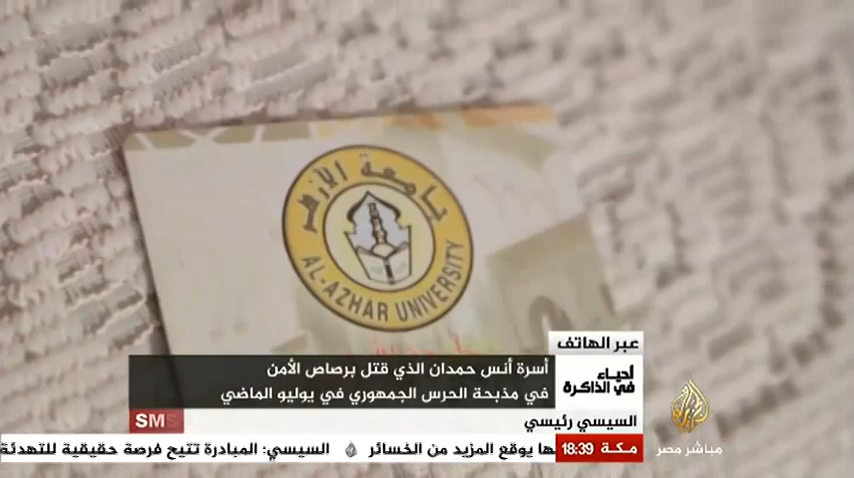 جامعة الأزهر
AL-AZHAR UNIVERSITY
عبر الهاتف
أحياء
في الذاكرة
أسرة أنس حمدان الذي قتل برصاص الأمن
في مذبحة الحرس الجمهوري في يوليو الماضي
السيسي رئيسي
SMS
مكة 18:39
ها يوقع المزيد من الخسائر السيسي: المبادرة تتيح فرصة حقيقية للتهدئة
الجزيرة
مباشر مصر